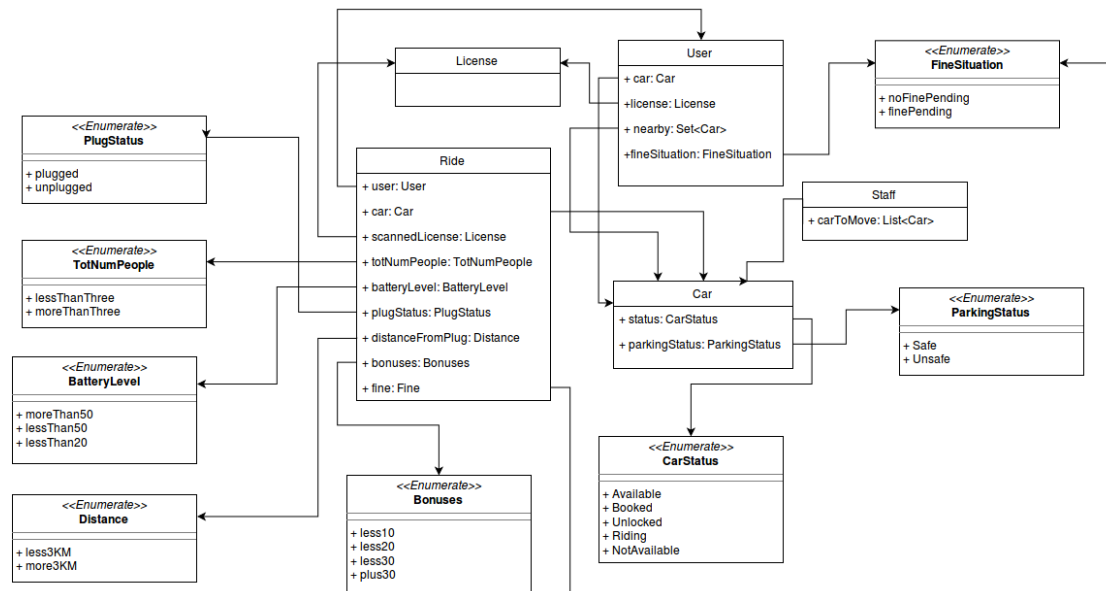 License
User
+ car: Car
+license: License
+ nearby: Set<Car>
+fineSituation: FineSituation
<<Enumerate>>
FineSituation
+ noFinePending
+ finePending
<<Enumerate>>
PlugStatus
+ plugged
+ unplugged
Ride
+ user: User
+ car: Car
+ scannedLicense: License
+ totNumPeople: TotNumPeople
+ batteryLevel: BatteryLevel
+ plugStatus: PlugStatus
+ distanceFromPlug: Distance
+ bonuses: Bonuses
+ fine: Fine
Staff
+ carToMove: List<Car>
<<Enumerate>>
TotNumPeople
+ lessThanThree
+ moreThanThree
Car
+ status: CarStatus
+ parkingStatus: ParkingStatus
<<Enumerate>>
ParkingStatus
+ Safe
+ Unsafe
<<Enumerate>>
BatteryLevel
+ moreThan50
+ lessThan50
+ lessThan20
<<Enumerate>>
CarStatus
+ Available
+ Booked
+ Unlocked
+ Riding
+ NotAvailable
<<Enumerate>>
Bonuses
+ less10
+ less20
+ less30
+ plus30
<<Enumerate>>
Distance
+ less3KM
+ more3KM